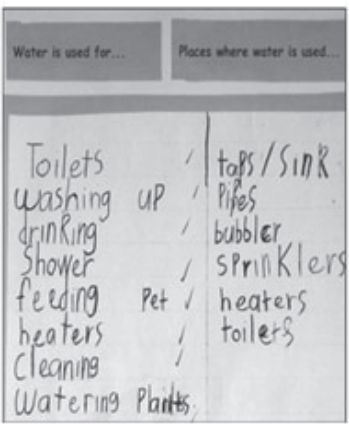 Water is used for...
Places where water is used...
Toilets
washing up
drinking
Shower
feeding Pet
heaters
Cleaning
Watering Plants
taps/Sink
Pipes
bubbler
sprinklers
heaters
toilets